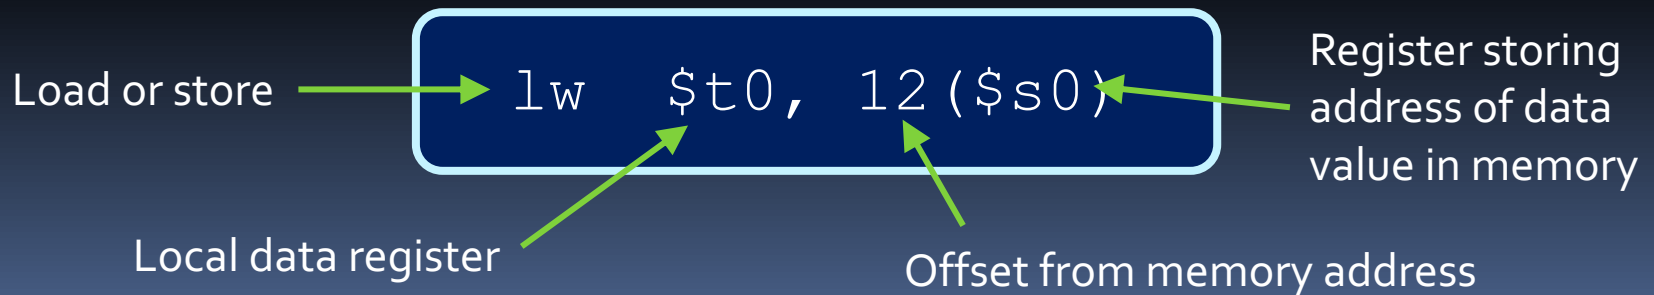 Load or store
lw $t0, 12($s0)
Register storing
address of data
value in memory
Local data register
Offset from memory address